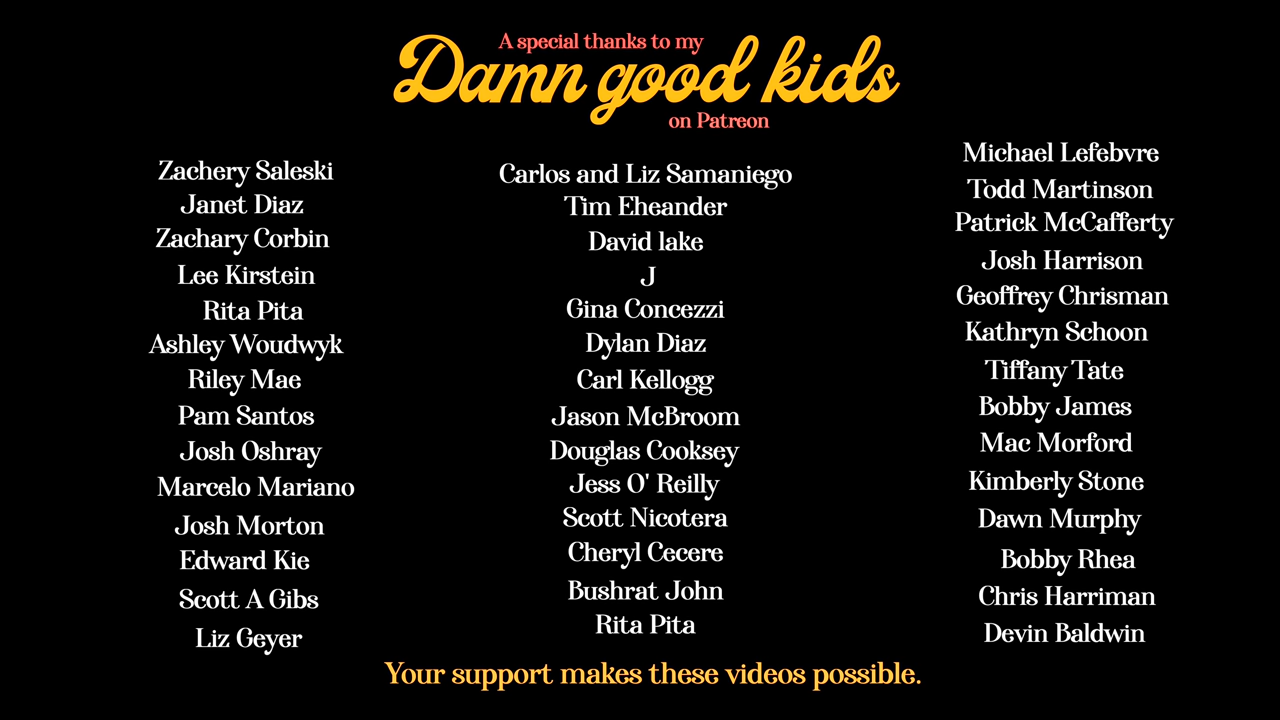 A special thanks to my
Damn good kids
on Patreon
Zachery Saleski
Janet Diaz
Zachary Corbin
Lee Kirstein
Rita Pita
Ashley Woudwyk
Riley Mae
Pam Santos
Josh Oshray
Marcelo Mariano
Josh Morton
Edward Kie
Scott A Gibs
Liz Geyer
Carlos and Liz Samaniego
Tim Eheander
David lake
J
Gina Concezzi
Dylan Diaz
Carl Kellogg
Jason McBroom
Douglas Cooksey
Jess O' Reilly
Scott Nicotera
Cheryl Cecere
Bushrat John
Rita Pita
Michael Lefebvre
Todd Martinson
Patrick McCafferty
Josh Harrison
Geoffrey Chrisman
Kathryn Schoon
Tiffany Tate
Bobby James
Mac Morford
Kimberly Stone
Dawn Murphy
Bobby Rhea
Chris Harriman
Devin Baldwin
Your support makes these videos possible.